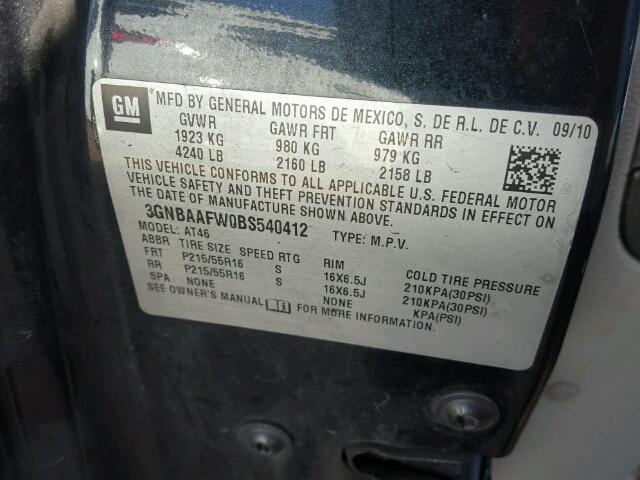 GM
*MFD BY GENERAL MOTORS DE MEXICO, S. DE R.L. DE C.V. 09/10
GVWR GAWR FRT GAWR RR
1923 KG 980 KG 979 KG
4240 LB 2160 LB 2158 LB
THIS VEHICLE CONFORMS TO ALL APPLICABLE U.S. FEDERAL MOTOR
VEHICLE SAFETY AND THEFT PREVENTION STANDARDS IN EFFECT ON
THE DATE OF MANUFACTURE SHOWN ABOVE.
3GNBAAFW0BS540412 TYPE: M.P.V.
MODEL: AT46
ABBR TIRE SIZE SPEED RTG RIM COLD TIRE PRESSURE
FRT P215/55R16 S 16X6.5J 210KPA(30PSI)
RR P215/55R16 S 16X6.5J 210KPA(30PSI)
SPA NONE NONE KPA(PSI)
SEE OWNER'S MANUAL FOR MORE INFORMATION.